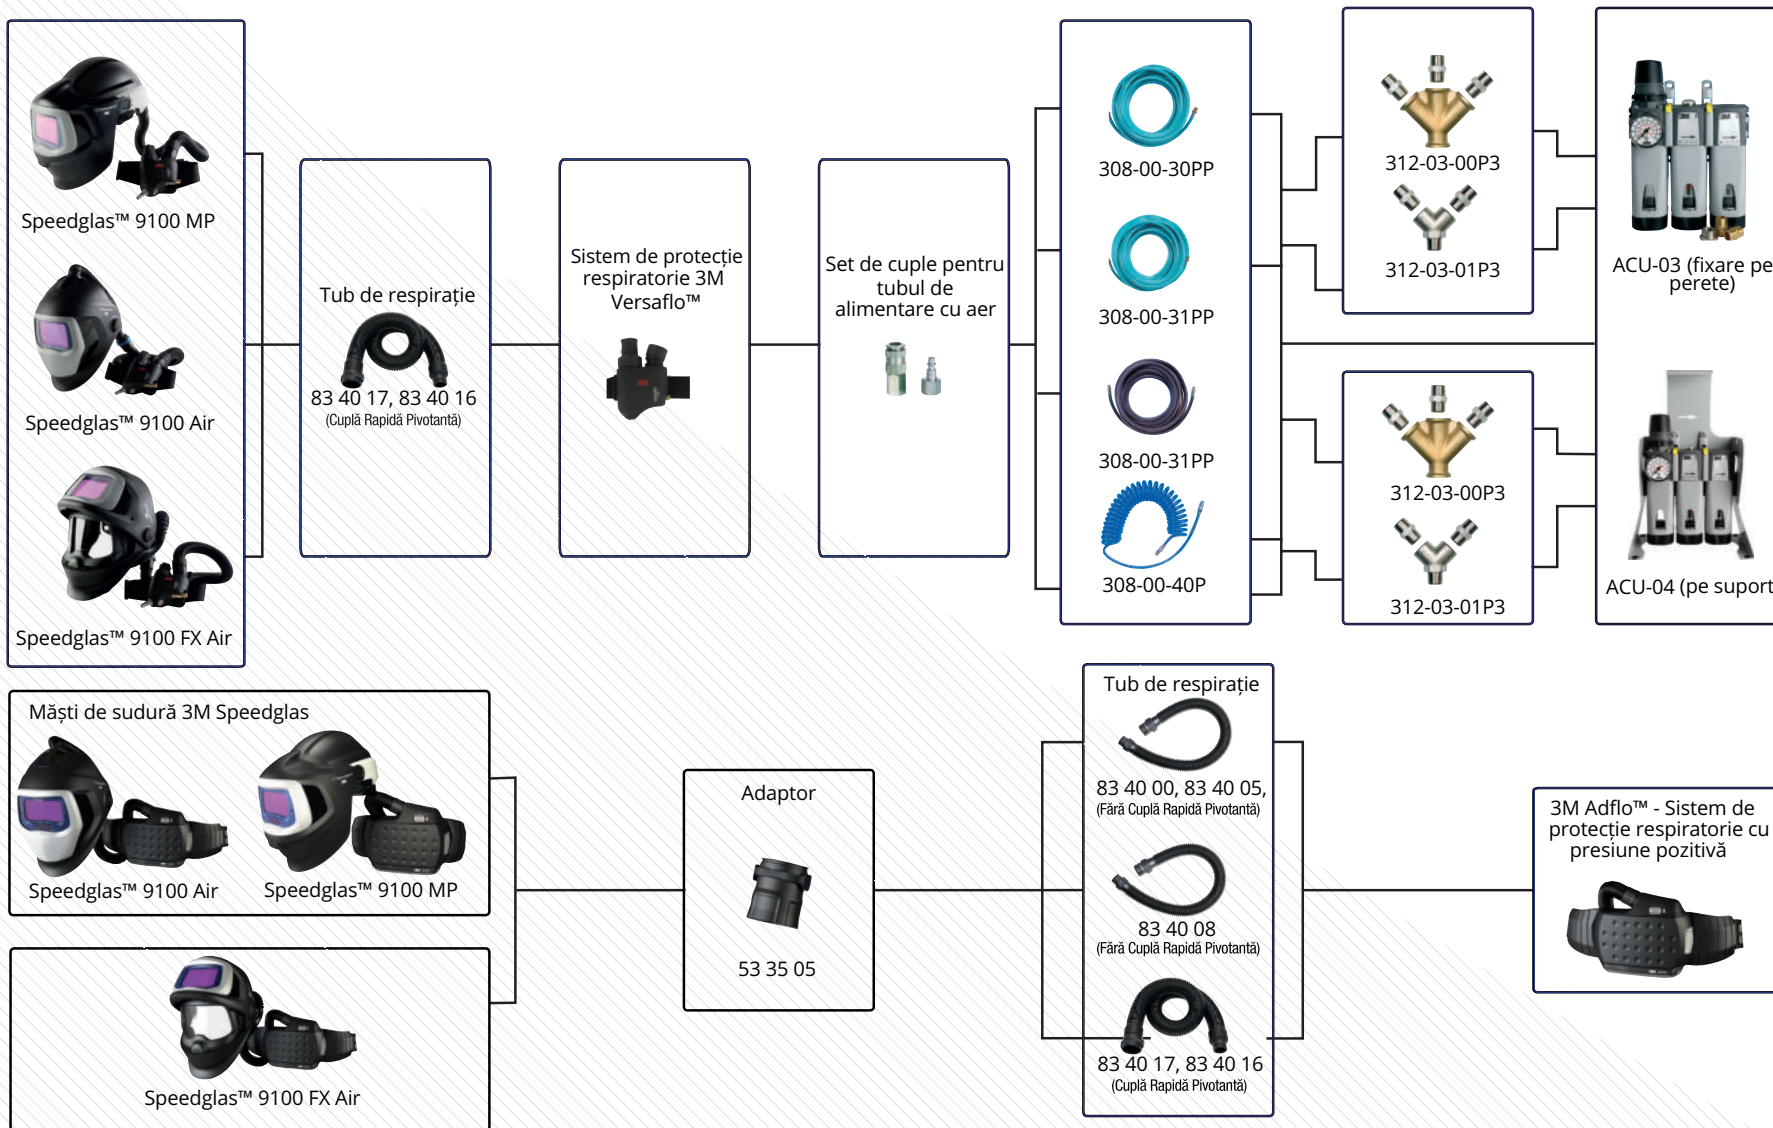 Speedglas™ 9100 MP
Speedglas™ 9100 Air
Speedglas™ 9100 FX Air
Tub de respirație
83 40 17, 83 40 16
(Cuplă Rapidă Pivotantă)
Sistem de protecție
respiratorie 3M
Versaflo™
Set de cuple pentru
tubul de
alimentare cu aer
308-00-30PP
308-00-31PP
308-00-31PP
308-00-40P
312-03-00P3
312-03-01P3
312-03-00P3
312-03-01P3
ACU-03 (fixare pe
perete)
ACU-04 (pe suport
Măști de sudură 3M Speedglas
Speedglas™ 9100 Air
Speedglas™ 9100 MP
Speedglas™ 9100 FX Air
Adaptor
53 35 05
Tub de respirație
83 40 00, 83 40 05,
(Fără Cuplă Rapidă Pivotantă)
83 40 08
(Fără Cuplă Rapidă Pivotantă)
83 40 17, 83 40 16
(Cuplă Rapidă Pivotantă)
3M Adflo™ - Sistem de
protecție respiratorie cu
presiune pozitivă